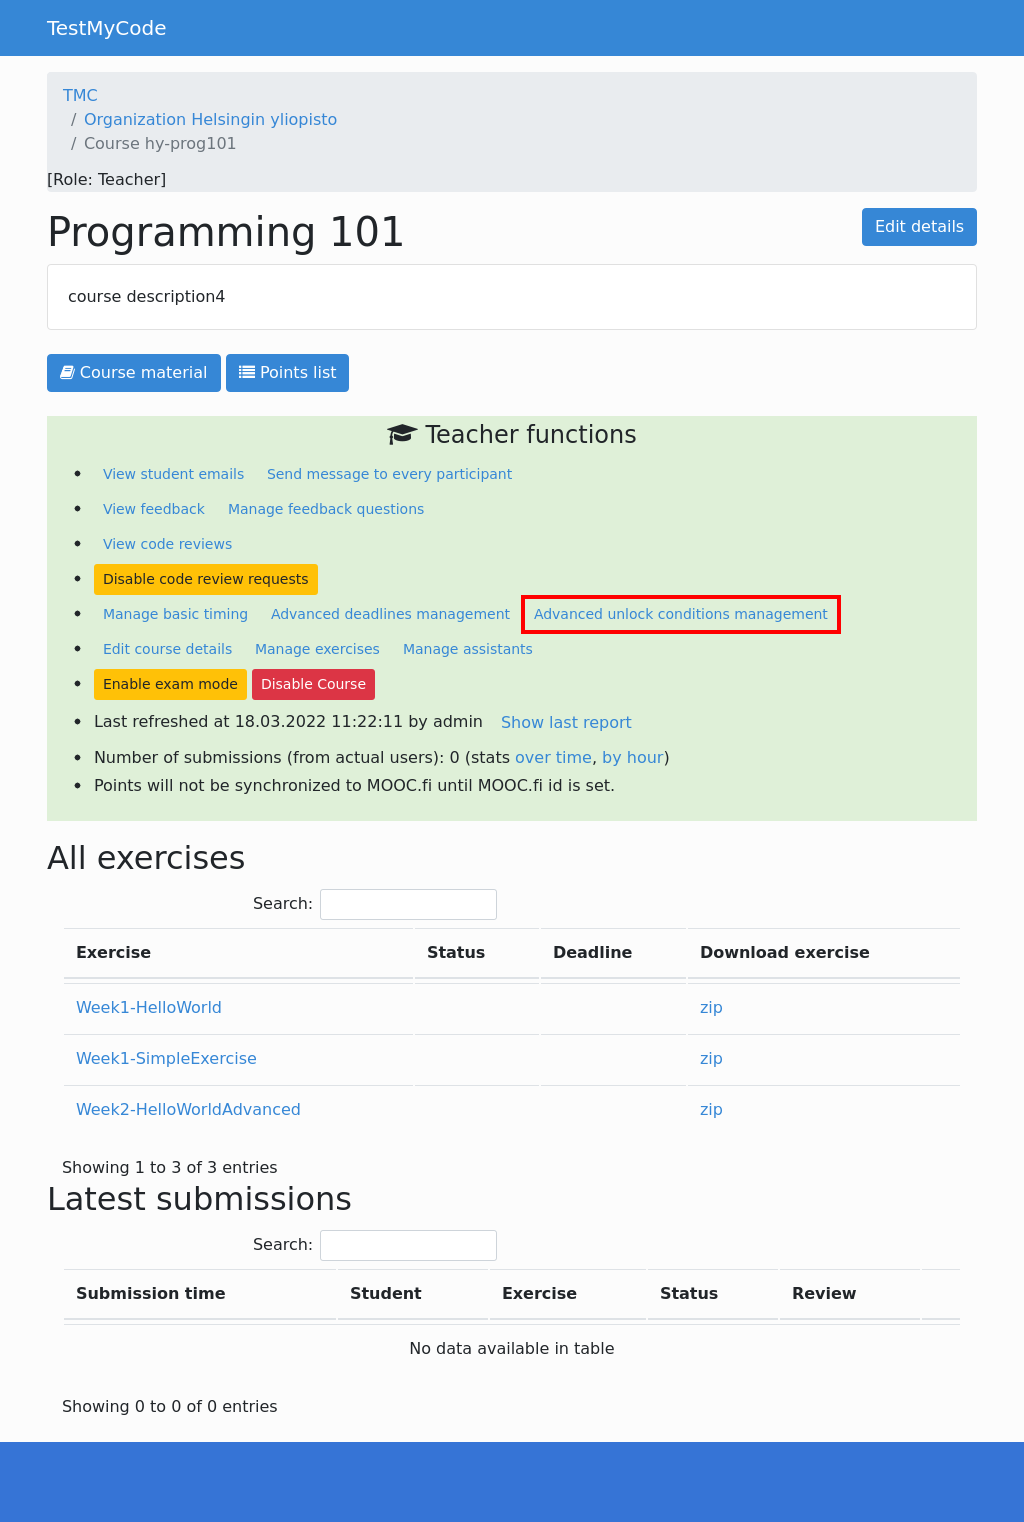 TestMyCode
TMC
/ Organization Helsingin yliopisto
/ Course hy-prog101
[Role: Teacher]
Programming 101
Edit details
course description4
Course material
Points list
Teacher functions
View student emails Send message to every participant
View feedback Manage feedback questions
View code reviews
Disable code review requests
Manage basic timing Advanced deadlines management Advanced unlock conditions management
Edit course details Manage exercises Manage assistants
Enable exam mode Disable Course
Last refreshed at 18.03.2022 11:22:11 by admin Show last report
Number of submissions (from actual users): 0 (stats over time, by hour)
Points will not be synchronized to MOOC.fi until MOOC.fi id is set.
All exercises
Search:
Exercise Status Deadline Download exercise
Week1-HelloWorld zip
Week1-SimpleExercise zip
Week2-HelloWorldAdvanced zip
Showing 1 to 3 of 3 entries
Latest submissions
Search:
Submission time Student Exercise Status Review
No data available in table
Showing 0 to 0 of 0 entries